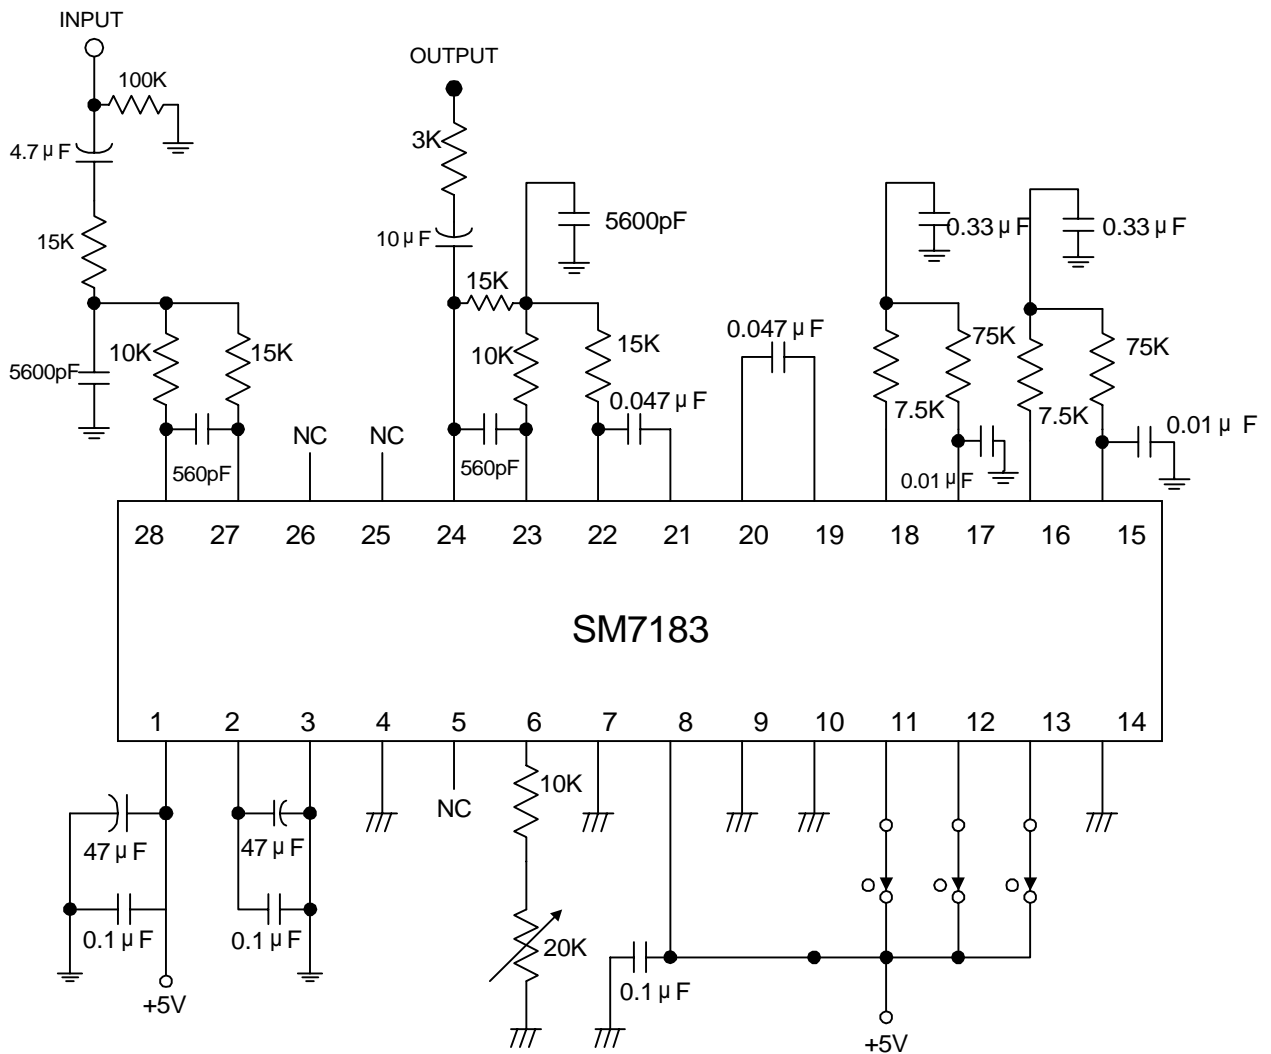 INPUT
OUTPUT
100K
3K
4.7μF
5600pF
0.33μF
0.33μF
15K
10μF
15K
0.047μF
10K
15K
10K
15K
75K
75K
5600pF
0.047μF
7.5K
7.5K
NC
NC
0.01μF
560pF
560pF
0.01μF
28 27 26 25 24 23 22 21 20 19 18 17 16 15
SM7183
1 2 3 4 5 6 7 8 9 10 11 12 13 14
10K
NC
47μF
47μF
0.1μF
0.1μF
20K
0.1μF
+5V
+5V